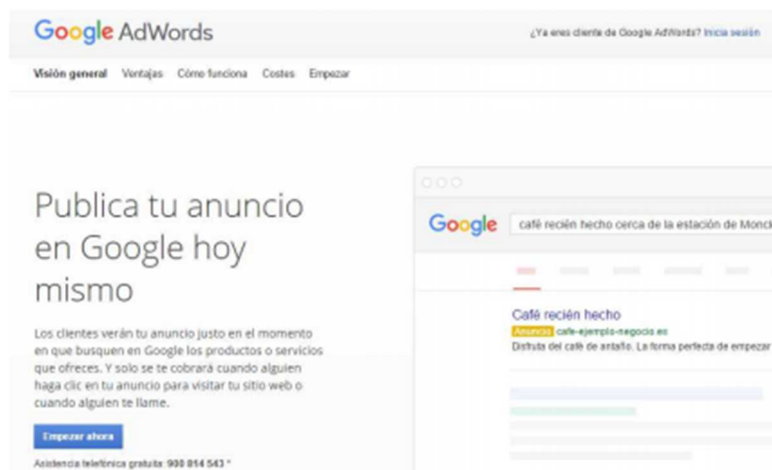 Google AdWords
¿Ya eres cliente de Google AdWords? Inicia sesión
Visión general Ventajas Cómo funciona Costes Empezar
Publica tu anuncio
en Google hoy
mismo
Los clientes verán tu anuncio justo en el momento
en que busquen en Google los productos o servicios
que ofreces. Y solo se te cobrará cuando alguien
haga clic en tu anuncio para visitar tu sitio web o
cuando alguien te llame.
Empezar ahora
Asistencia telefónica gratuita: 900 814 543 *
Google
café recién hecho cerca de la estación de Moncl
Café recién hecho
Anuncio cafe-ejemplo-negocio.es
Disfruta del café de antaño. La forma perfecta de empezar